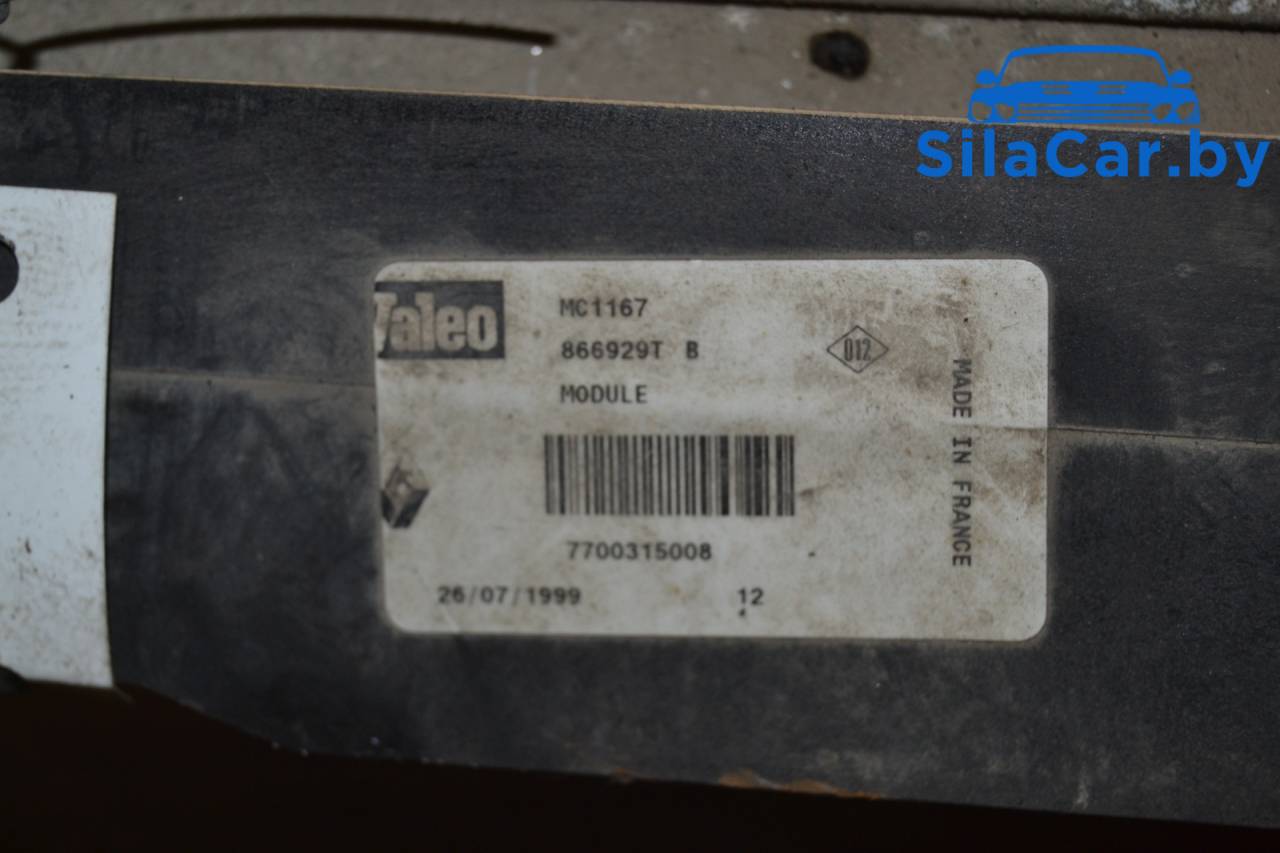 SilaCar.by
Valeo
MC1167
866929T B
012
MODULE
MADE IN FRANCE
7700315008
26/07/1999 12